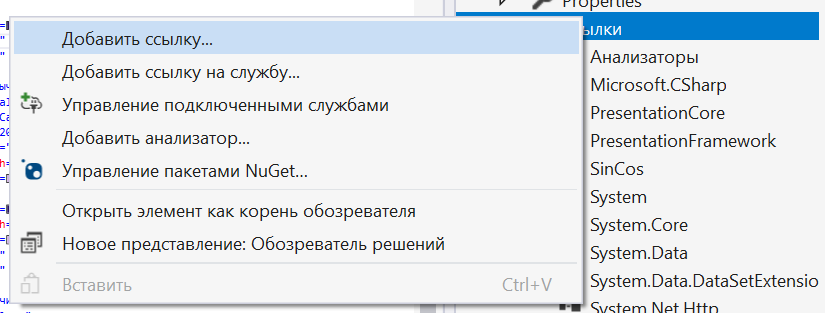 Properties
Добавить ссылку...
Добавить ссылку на службу...
Управление подключенными службами
Добавить анализатор...
Управление пакетами NuGet...
Открыть элемент как корень обозревателя
Новое представление: Обозреватель решений
Вставить Ctrl+V
ылки
Анализаторы
Microsoft.CSharp
PresentationCore
PresentationFramework
SinCos
System
System.Core
System.Data
System.Data.DataSetExtensio
System.Net.Http